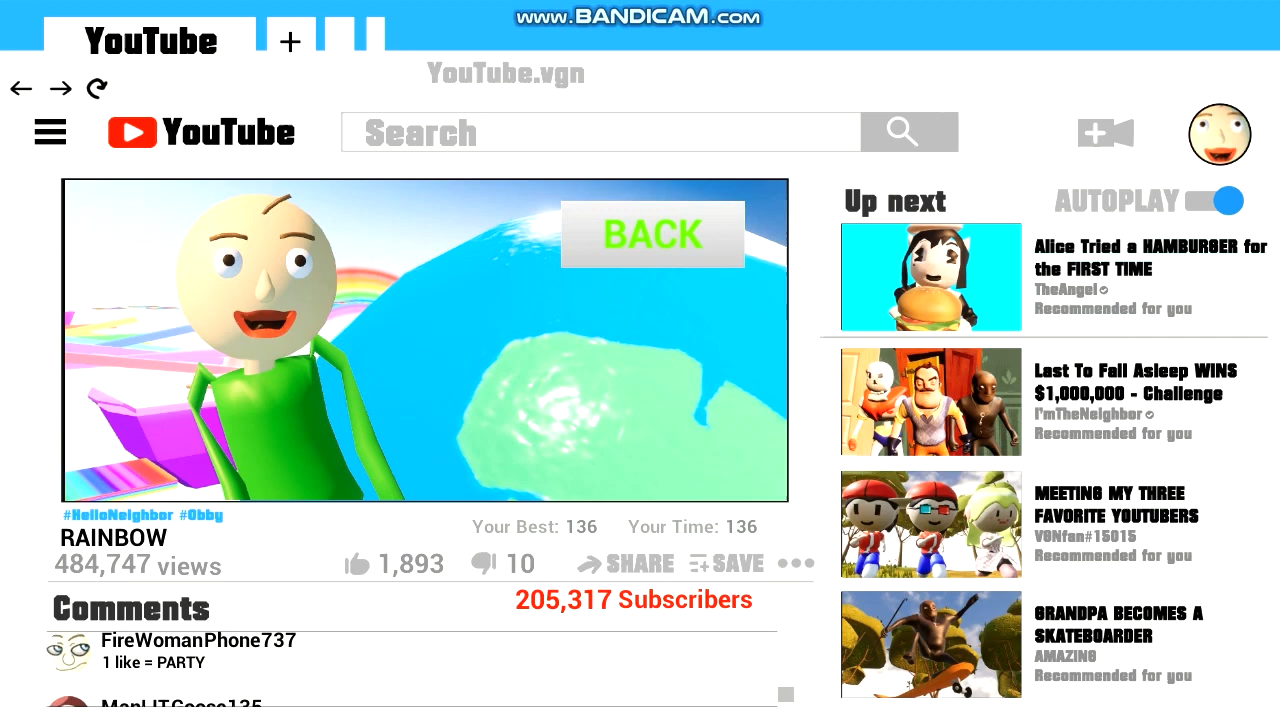 www.BANDICAM.com
YouTube
+
YouTube.vgn
YouTube
Search
BACK
Up next
AUTOPLAY
Alice Tried a HAMBURGER for
the FIRST TIME
TheAngel
Recommended for you
Last To Fall Asleep WINS
$1,000,000 - Challenge
I'mTheNeighbor
Recommended for you
MEETING MY THREE
FAVORITE YOUTUBERS
VGNfan#15015
Recommended for you
GRANDPA BECOMES A
SKATEBOARDER
AMAZING
Recommended for you
#HelloNeighbor #Obby
RAINBOW
Your Best: 136 Your Time: 136
484,747 views
1,893 10 SHARE SAVE
205,317 Subscribers
Comments
FireWomanPhone737
1 like = PARTY